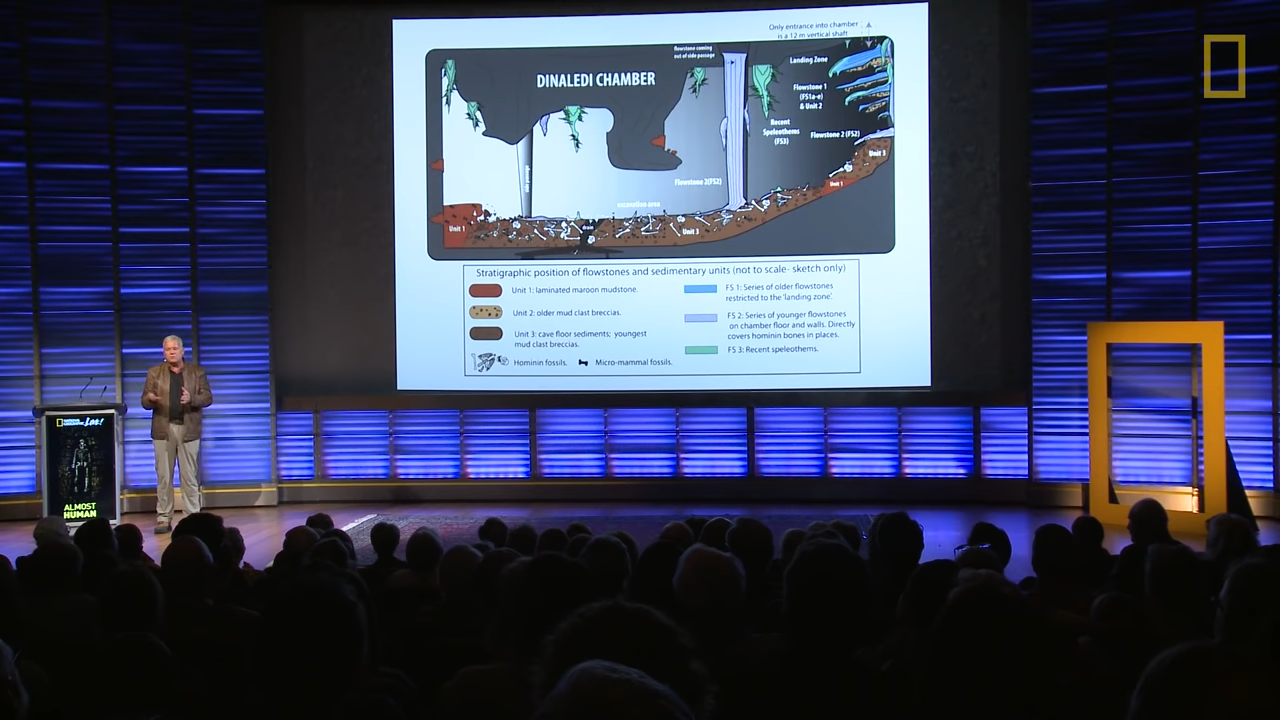 Only entrance into chamber
is a 12 m vertical shaft
flowstone coming
out of side passage
DINALEDI CHAMBER
Landing Zone
Flowstone 1
(FS1a-e)
& Unit 2
Recent
Speleothems
(FS3)
Flowstone 2 (FS2)
Unit 3
Flowstone 2(FS2)
Unit 1
excavation area
Unit 1
drain
Unit 3
Stratigraphic position of flowstones and sedimentary units (not to scale- sketch only)
Unit 1: laminated maroon mudstone.
Unit 2: older mud clast breccias.
Unit 3: cave floor sediments; youngest
mud clast breccias.
Hominin fossils.
Micro-mammal fossils.
FS 1: Series of older flowstones
restricted to the 'landing zone'.
FS 2: Series of younger flowstones
on chamber floor and walls. Directly
covers hominin bones in places.
FS 3: Recent speleothems.
NATIONAL
GEOGRAPHIC Live!
ALMOST
HUMAN